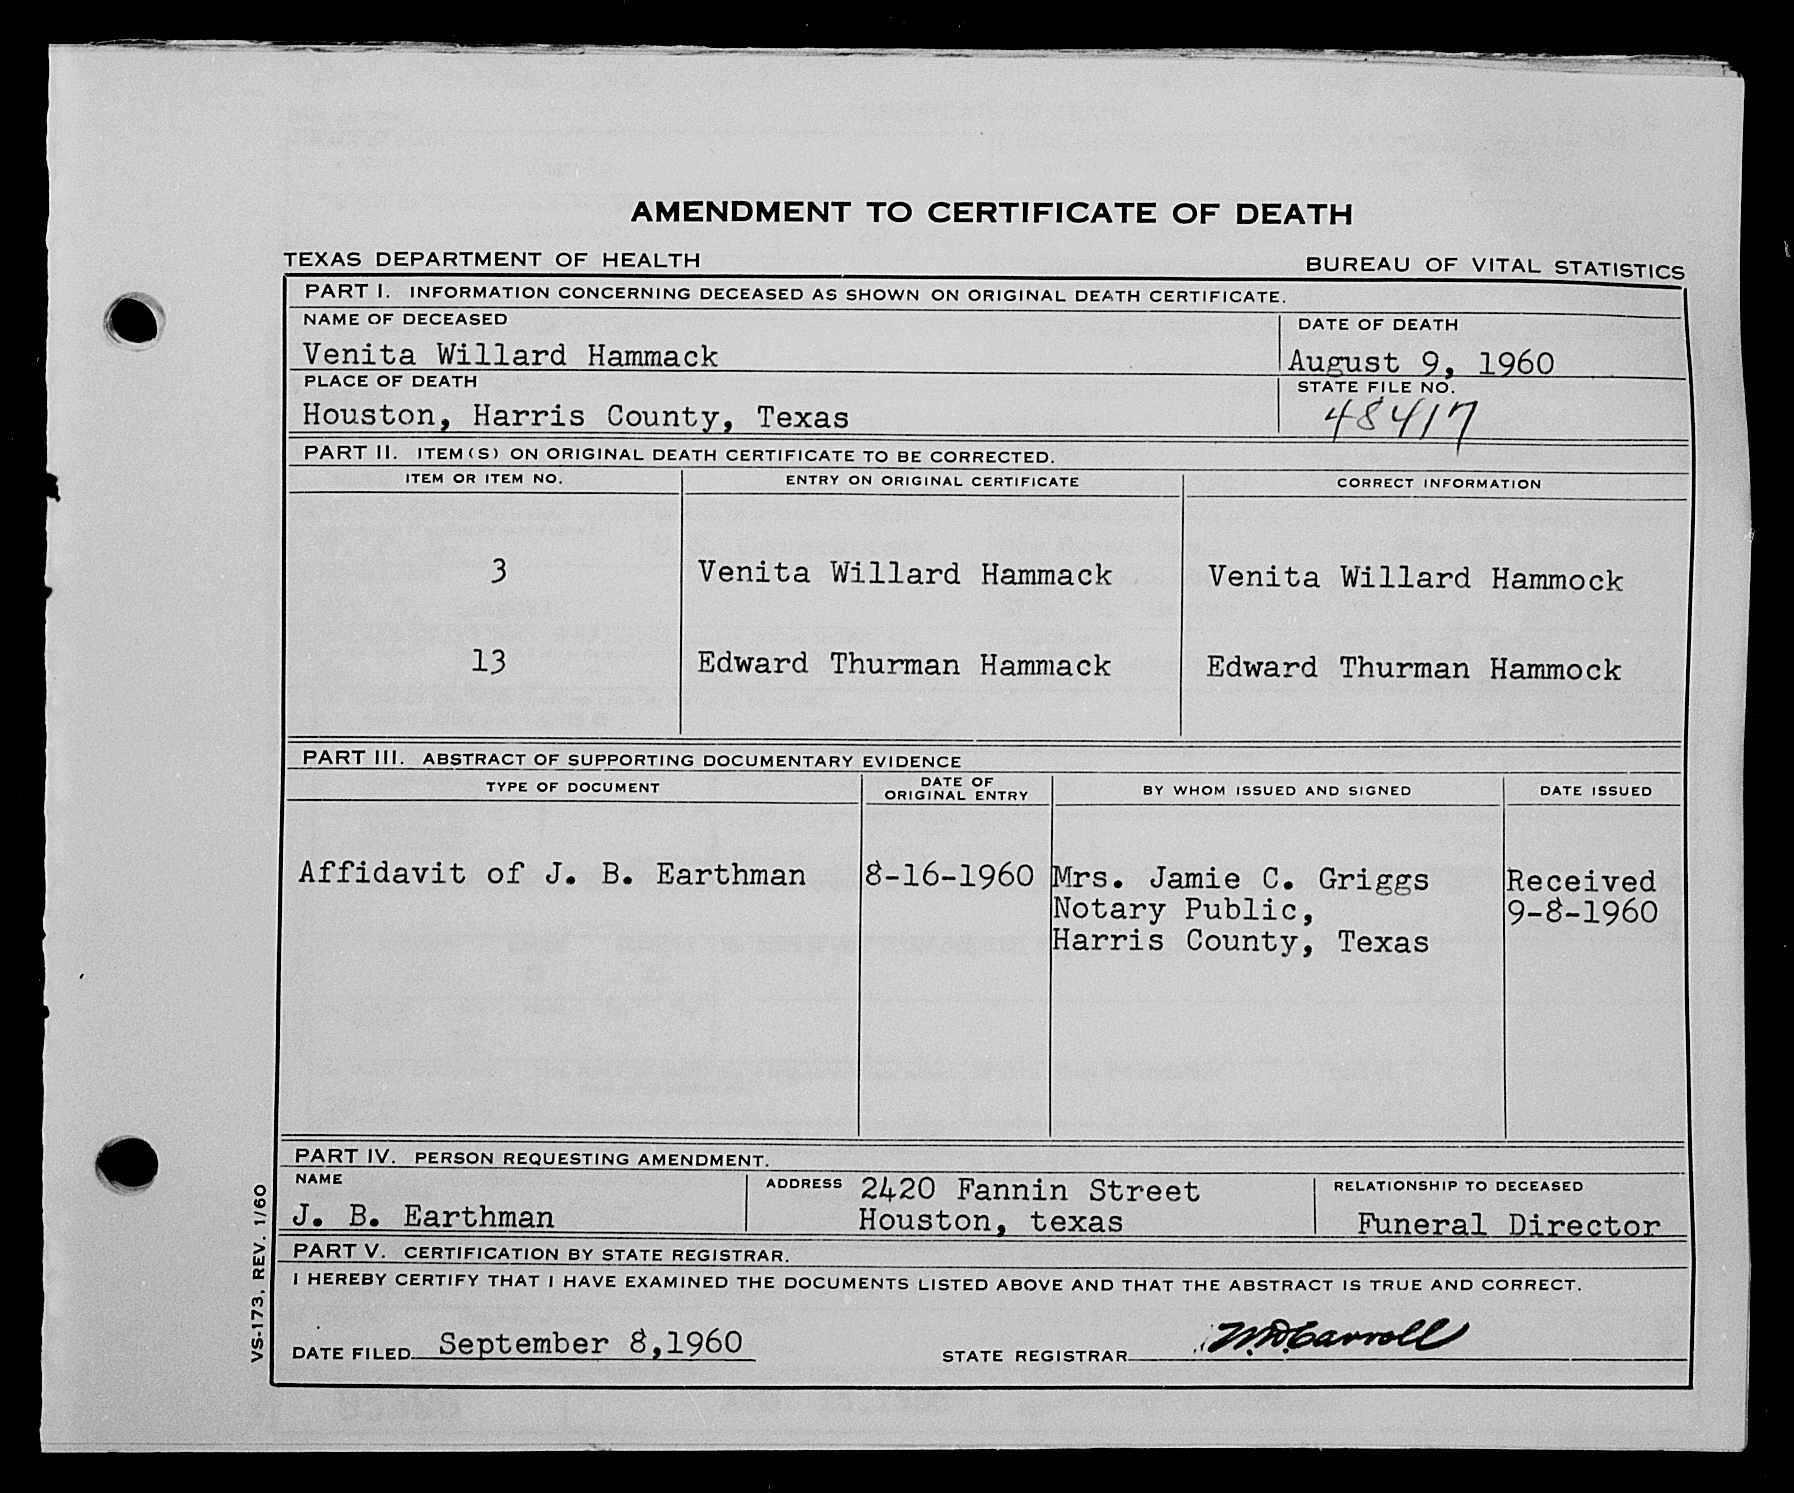 AMENDMENT TO CERTIFICATE OF DEATH
TEXAS DEPARTMENT OF HEALTH BUREAU OF VITAL STATISTICS
PART I. INFORMATION CONCERNING DECEASED AS SHOWN ON ORIGINAL DEATH CERTIFICATE.
NAME OF DECEASED DATE OF DEATH
Venita Willard Hammack August 9, 1960
PLACE OF DEATH STATE FILE NO.
Houston, Harris County, Texas 48417
PART II. ITEM(S) ON ORIGINAL DEATH CERTIFICATE TO BE CORRECTED.
ITEM OR ITEM NO. ENTRY ON ORIGINAL CERTIFICATE CORRECT INFORMATION
3 Venita Willard Hammack Venita Willard Hammock
13 Edward Thurman Hammack Edward Thurman Hammock
PART III. ABSTRACT OF SUPPORTING DOCUMENTARY EVIDENCE
TYPE OF DOCUMENT DATE OF ORIGINAL ENTRY BY WHOM ISSUED AND SIGNED DATE ISSUED
Affidavit of J. B. Earthman 8-16-1960 Mrs. Jamie C. Griggs Received
Notary Public, 9-8-1960
Harris County, Texas
PART IV. PERSON REQUESTING AMENDMENT.
NAME ADDRESS 2420 Fannin Street RELATIONSHIP TO DECEASED
J. B. Earthman Houston, texas Funeral Director
PART V. CERTIFICATION BY STATE REGISTRAR.
I HEREBY CERTIFY THAT I HAVE EXAMINED THE DOCUMENTS LISTED ABOVE AND THAT THE ABSTRACT IS TRUE AND CORRECT.
DATE FILED September 8,1960 STATE REGISTRAR W.D.Carroll
VS-173, REV. 1/60